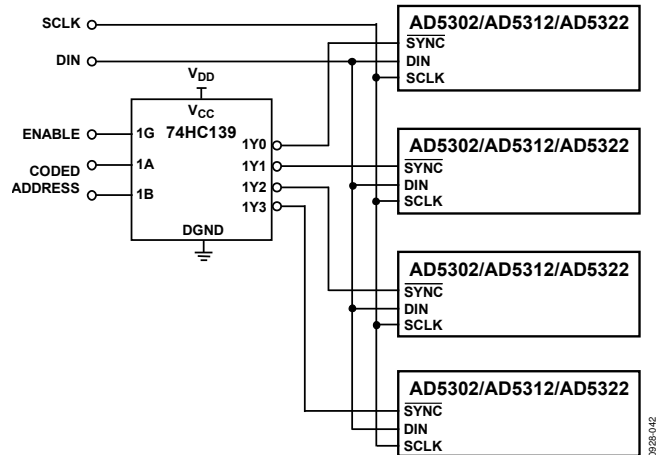 SCLK
DIN
VDD
VCC
74HC139
ENABLE
1G
CODED
ADDRESS
1A
1B
1Y0
1Y1
1Y2
1Y3
DGND
AD5302/AD5312/AD5322
SYNC
DIN
SCLK
AD5302/AD5312/AD5322
SYNC
DIN
SCLK
AD5302/AD5312/AD5322
SYNC
DIN
SCLK
AD5302/AD5312/AD5322
SYNC
DIN
SCLK
0928-042